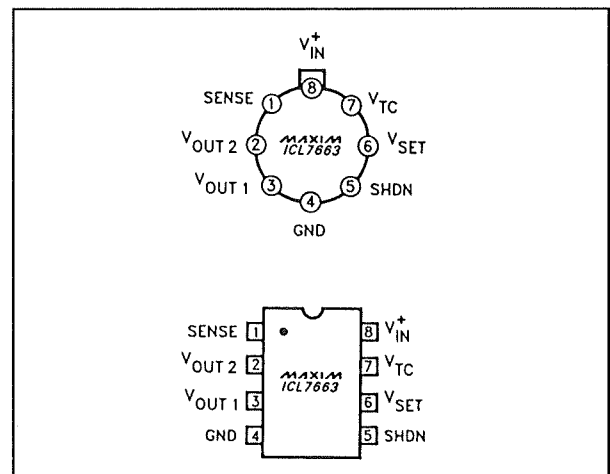 V+IN
8
SENSE 1
7 VTC
VOUT 2 2
MAXIM
ICL7663
6 VSET
VOUT 1 3
5 SHDN
4
GND
SENSE 1
8 V+IN
VOUT 2 2
7 VTC
MAXIM
ICL7663
VOUT 1 3
6 VSET
GND 4
5 SHDN